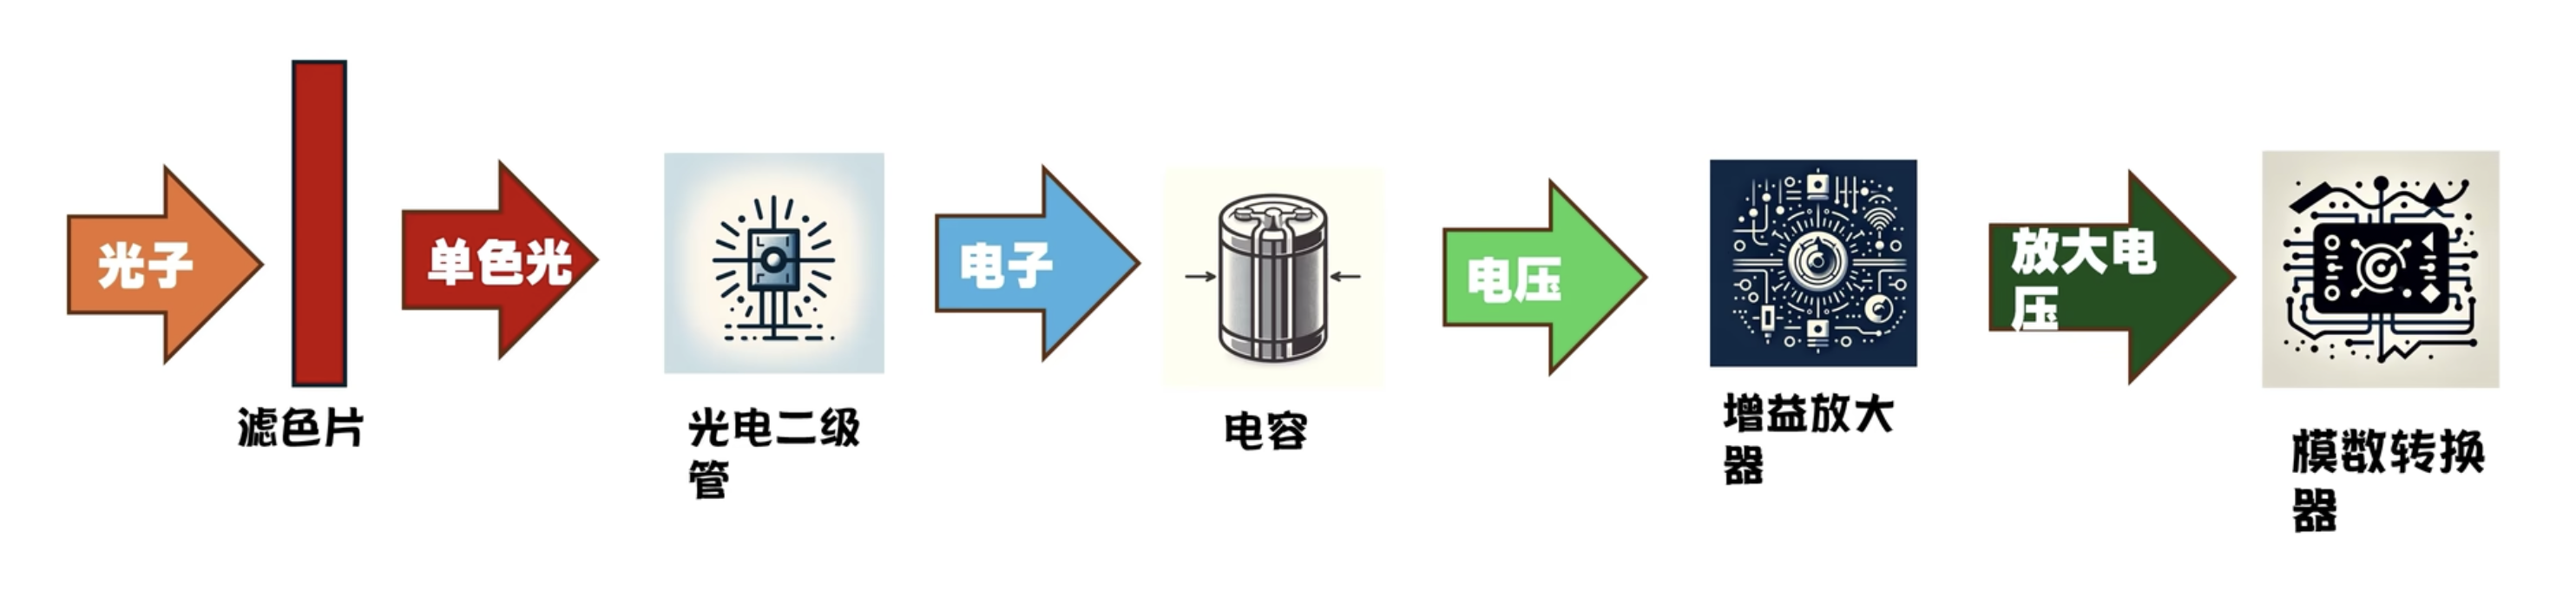 光子
滤色片
单色光
光电二级
管
电子
电容
电压
增益放大
器
放大电
压
模数转换
器